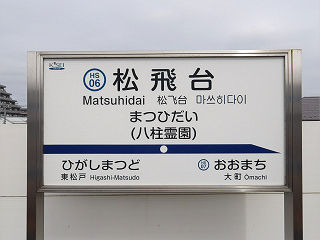 K'SEI
HS
06
松飛台
Matsuhidai 松飞台 마쓰히다이
まつひだい
(八柱霊園)
ひがしまつど
東松戸 Higashi-Matsudo
おおまち
大町 Omachi